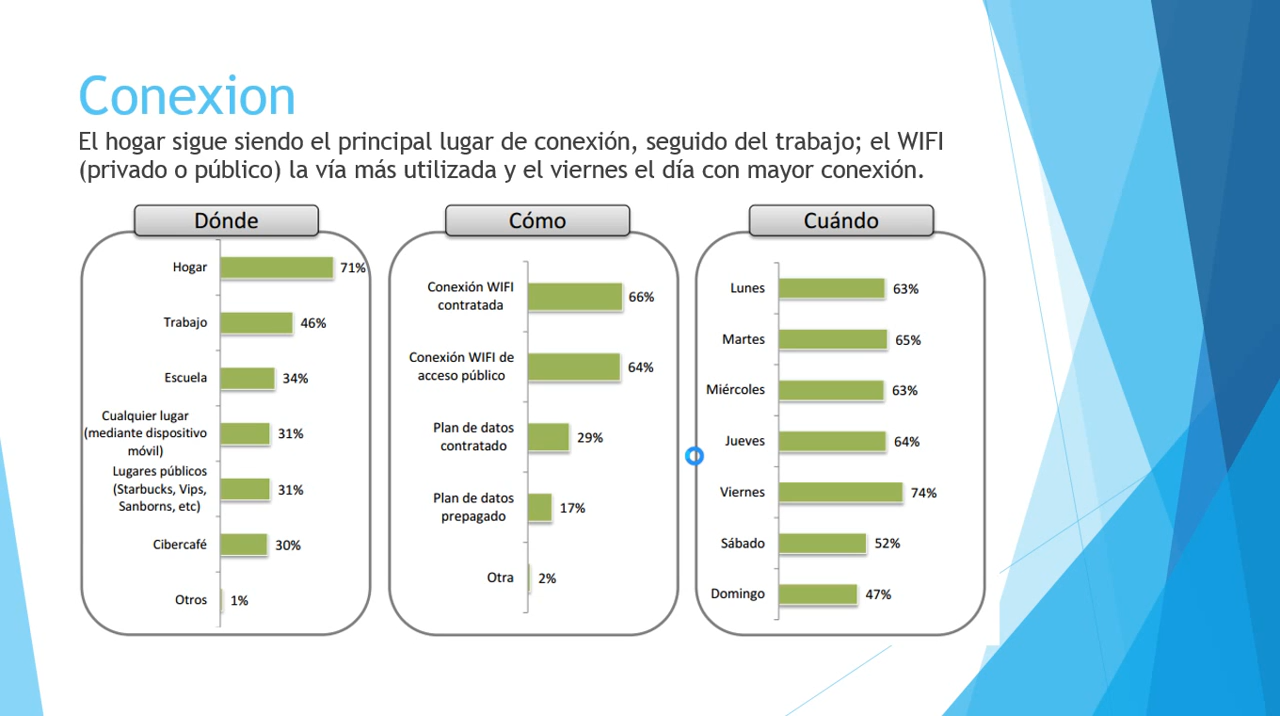 Conexion
El hogar sigue siendo el principal lugar de conexión, seguido del trabajo; el WIFI
(privado o público) la vía más utilizada y el viernes el día con mayor conexión.
Dónde
Hogar 71%
Trabajo 46%
Escuela 34%
Cualquier lugar
(mediante dispositivo 31%
móvil)
Lugares públicos
(Starbucks, Vips, 31%
Sanborns, etc)
Cibercafé 30%
Otros 1%
Cómo
Conexión WIFI
contratada 66%
Conexión WIFI de
acceso público 64%
Plan de datos
contratado 29%
Plan de datos
prepagado 17%
Otra 2%
Cuándo
Lunes 63%
Martes 65%
Miércoles 63%
Jueves 64%
Viernes 74%
Sábado 52%
Domingo 47%